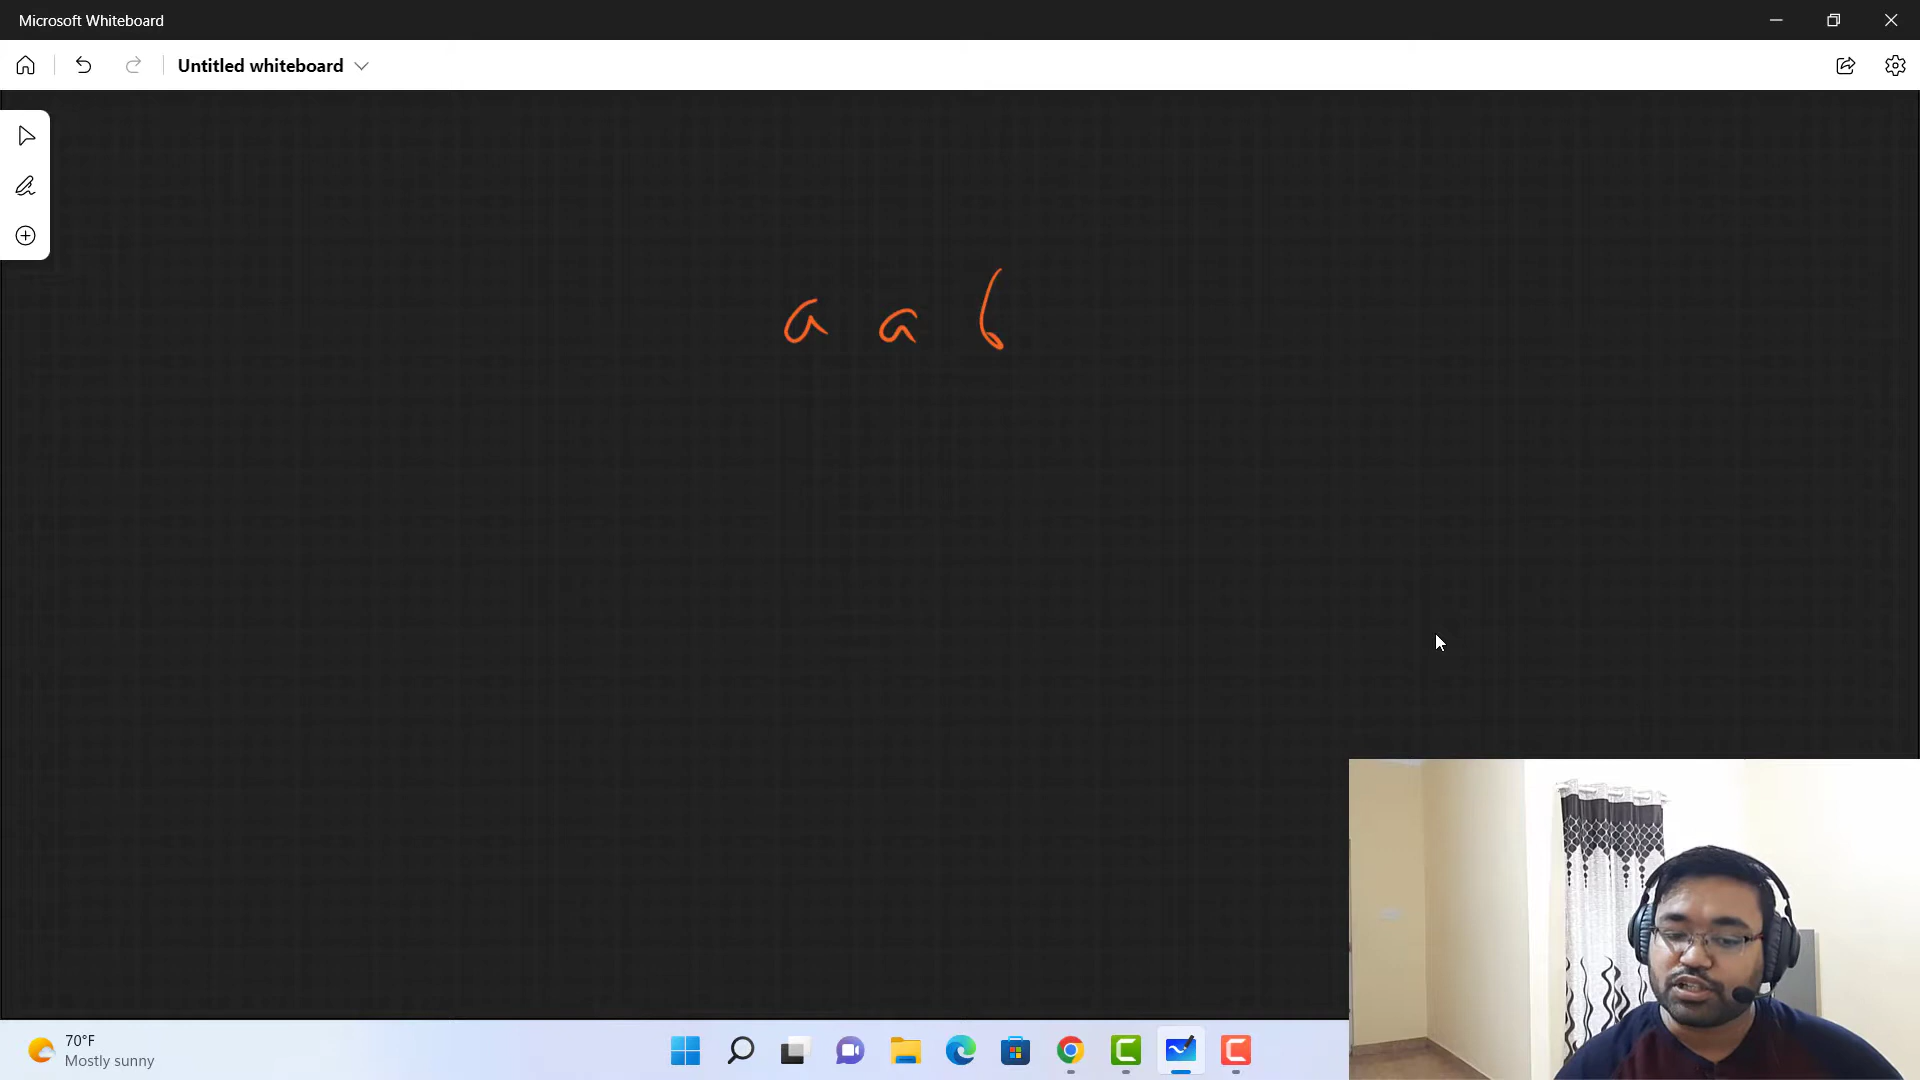 Microsoft Whiteboard
Untitled whiteboard
a a b
70°F
Mostly sunny